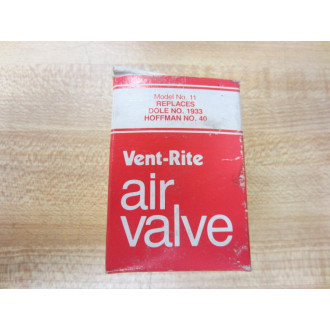 Model No. 11
REPLACES
DOLE NO. 1933
HOFFMAN NO. 40
Vent-Rite
air
valve